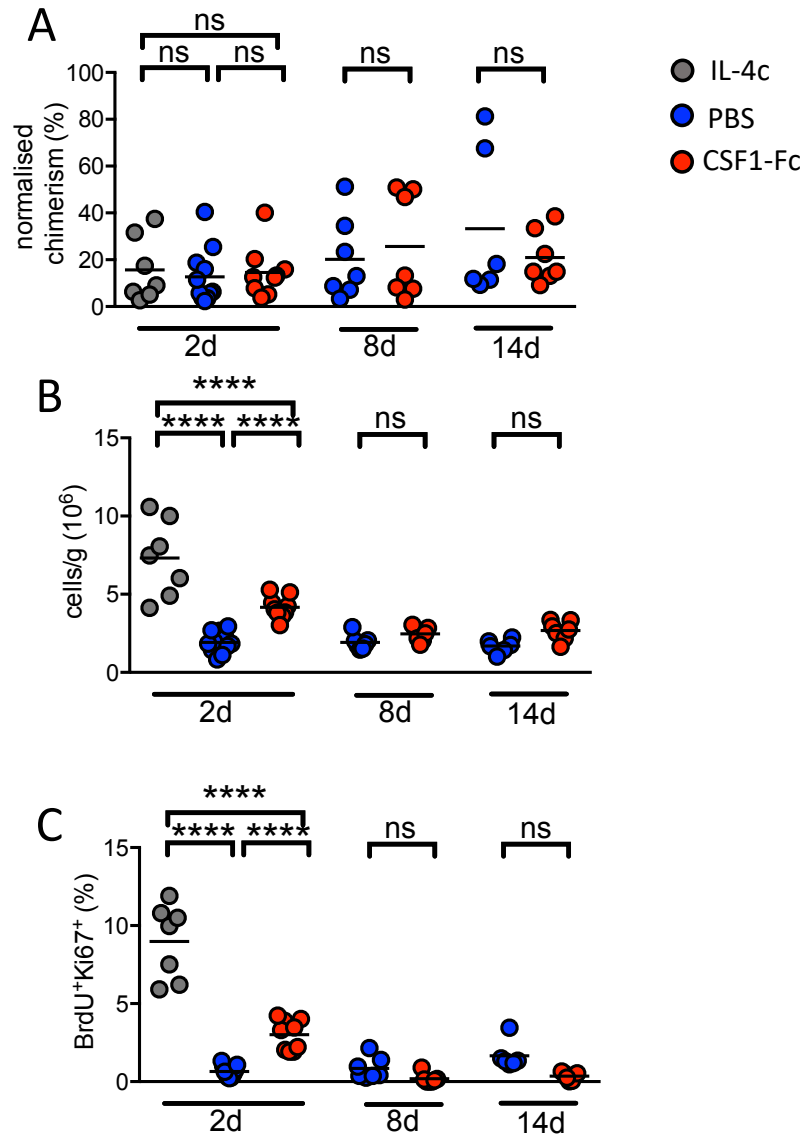 A
ns
ns
ns
ns
ns
IL-4c
PBS
CSF1-Fc
normalised
chimerism (%)
100
80
60
40
20
0
2d
8d
14d
B
****
****
****
ns
ns
cells/g (10⁶)
15
10
5
0
2d
8d
14d
C
****
****
****
ns
ns
BrdU⁺Ki67⁺ (%)
15
10
5
0
2d
8d
14d